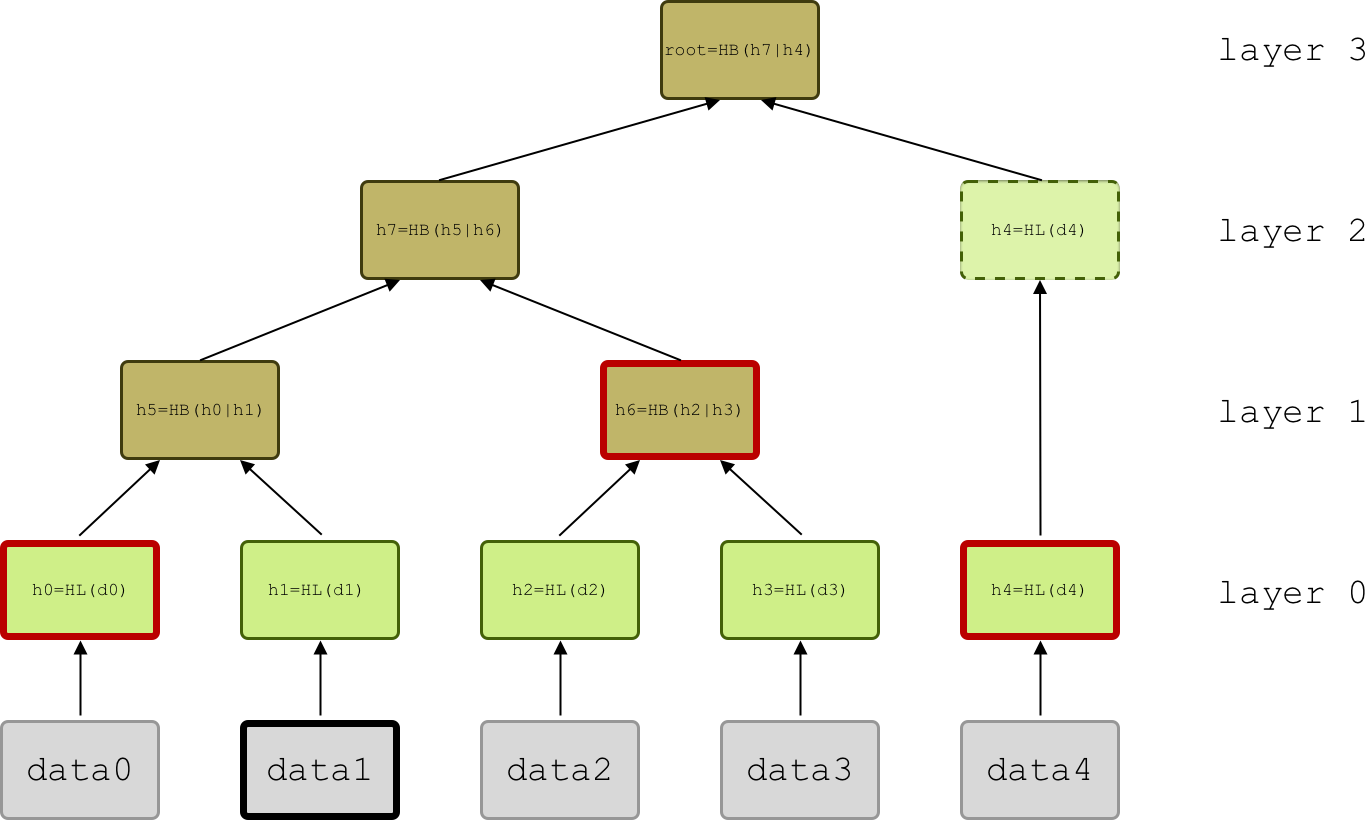 root=HB(h7|h4)
layer 3
h7=HB(h5|h6)
h4=HL(d4)
layer 2
h5=HB(h0|h1)
h6=HB(h2|h3)
layer 1
h0=HL(d0)
h1=HL(d1)
h2=HL(d2)
h3=HL(d3)
h4=HL(d4)
layer 0
data0
data1
data2
data3
data4